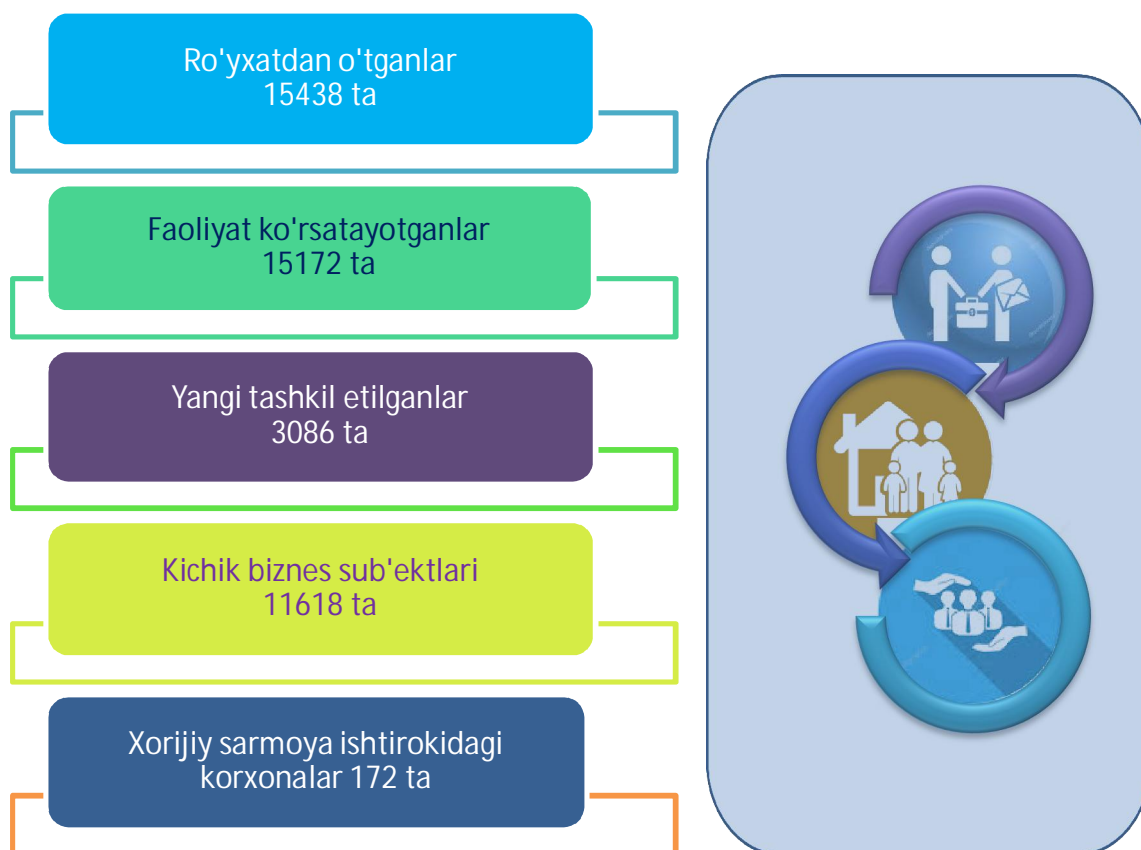 Ro'yxatdan o'tganlar
15438 ta
Faoliyat ko'rsatayotganlar
15172 ta
Yangi tashkil etilganlar
3086 ta
Kichik biznes sub'ektlari
11618 ta
Xorijiy sarmoya ishtirokidagi
korxonalar 172 ta